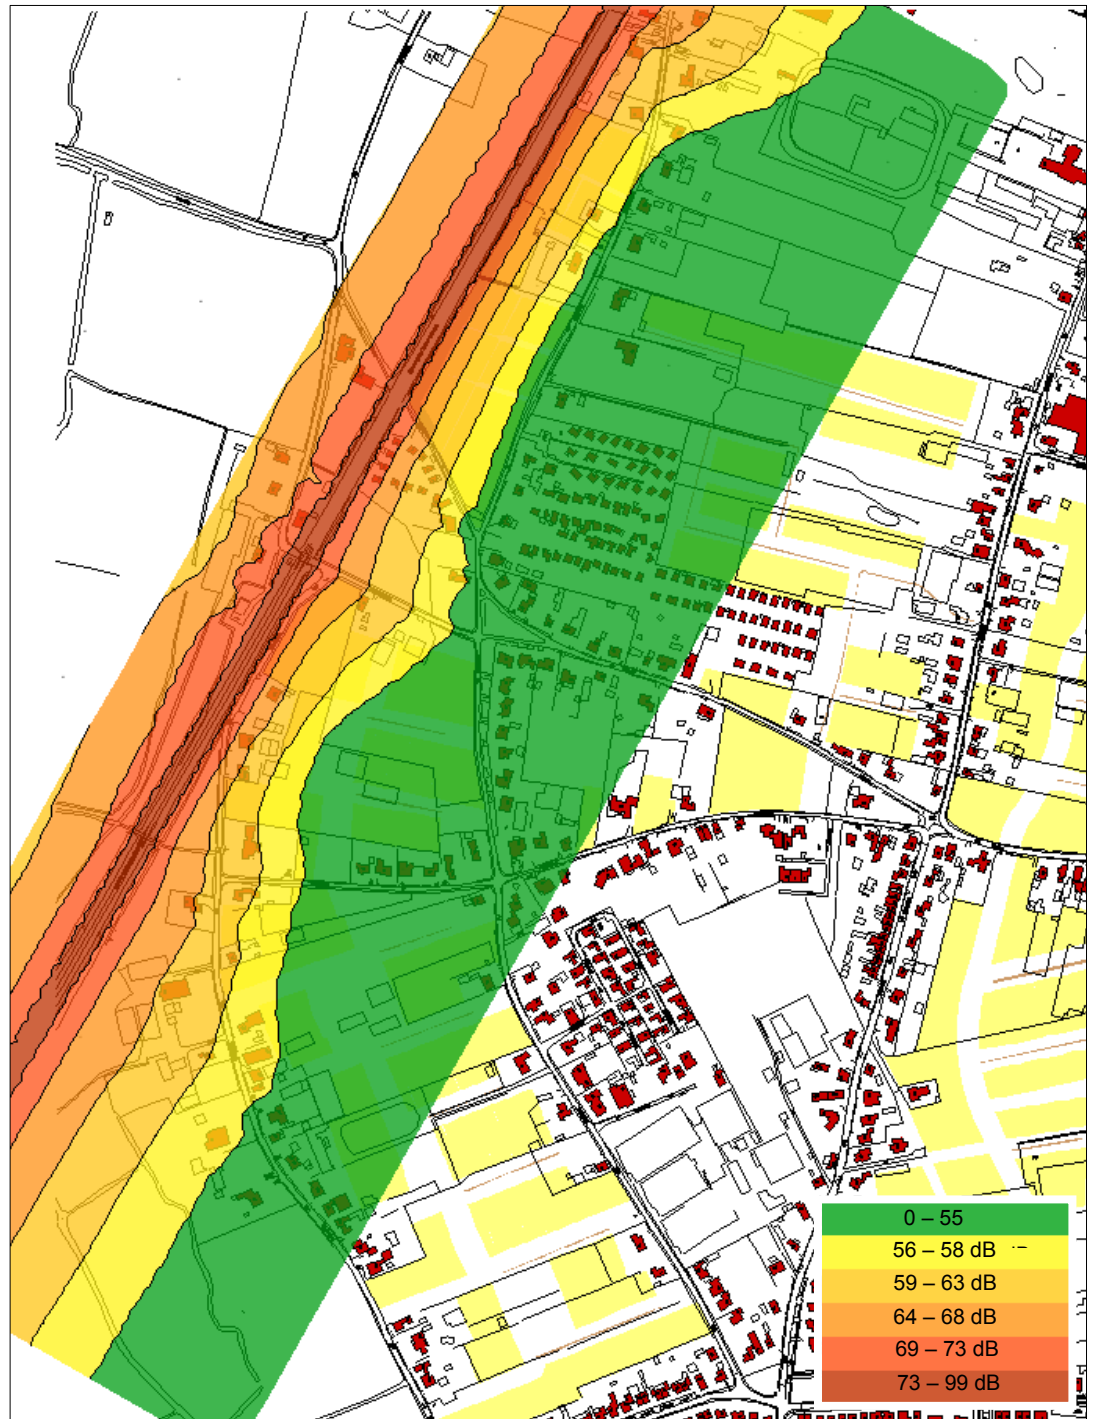 0 – 55
56 – 58 dB
59 – 63 dB
64 – 68 dB
69 – 73 dB
73 – 99 dB